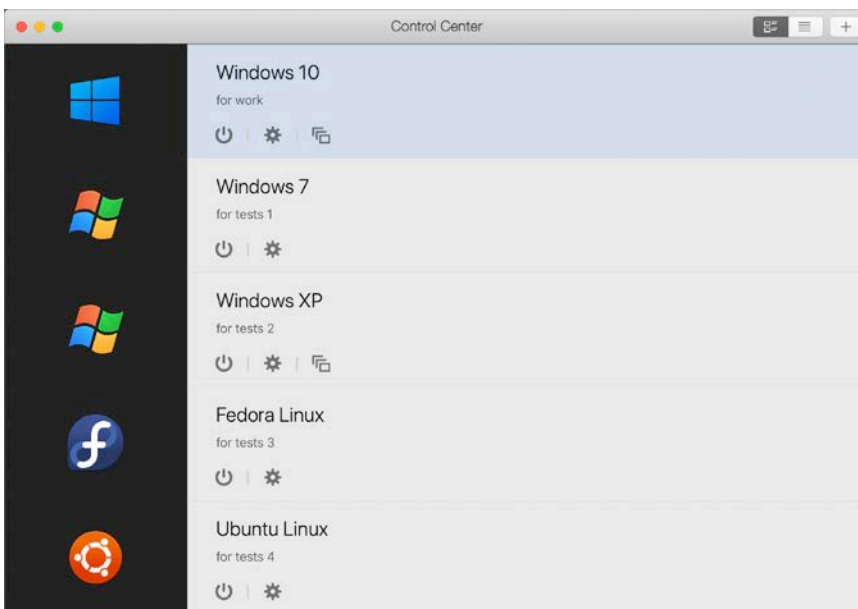 Control Center
Windows 10
for work
Windows 7
for tests 1
Windows XP
for tests 2
Fedora Linux
for tests 3
Ubuntu Linux
for tests 4